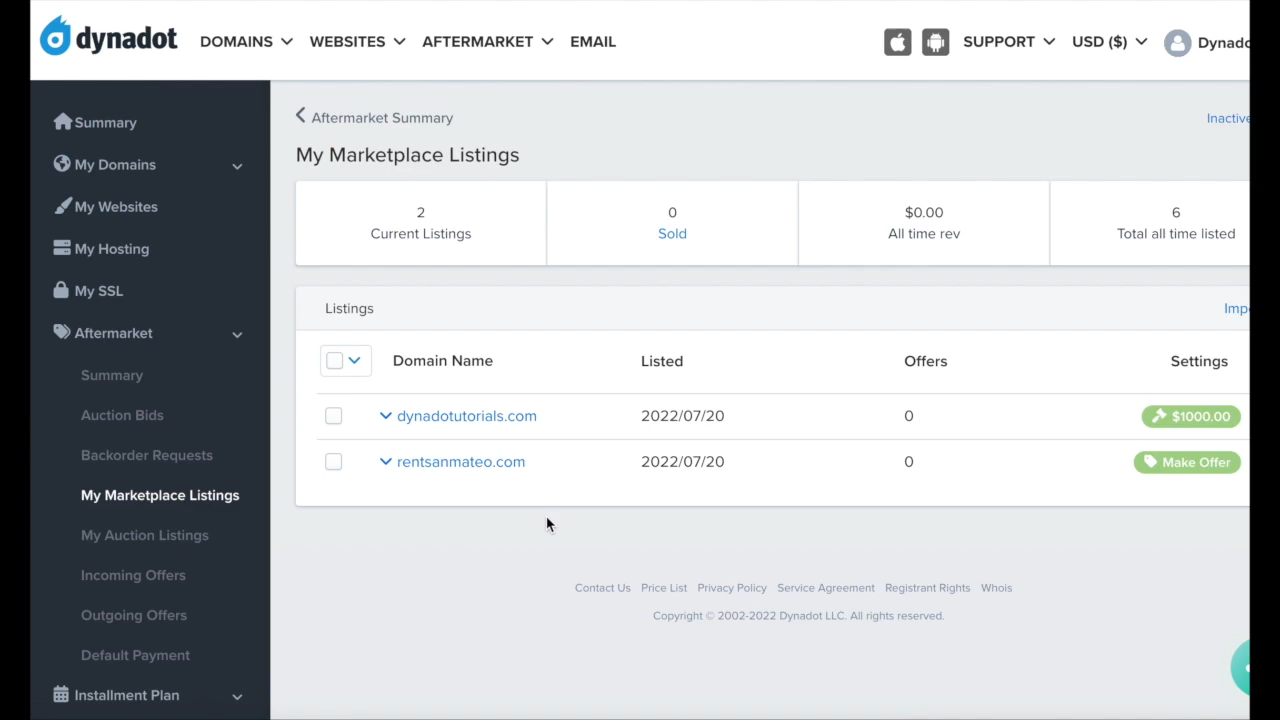 dynadot DOMAINS WEBSITES AFTERMARKET EMAIL SUPPORT USD ($) Dynado
Summary
My Domains
My Websites
My Hosting
My SSL
Aftermarket
Summary
Auction Bids
Backorder Requests
My Marketplace Listings
My Auction Listings
Incoming Offers
Outgoing Offers
Default Payment
Installment Plan
Aftermarket Summary Inactive
My Marketplace Listings
2 0 $0.00 6
Current Listings Sold All time rev Total all time listed
Listings Impo
Domain Name Listed Offers Settings
dynadotutorials.com 2022/07/20 0 $1000.00
rentsanmateo.com 2022/07/20 0 Make Offer
Contact Us Price List Privacy Policy Service Agreement Registrant Rights Whois
Copyright © 2002-2022 Dynadot LLC. All rights reserved.